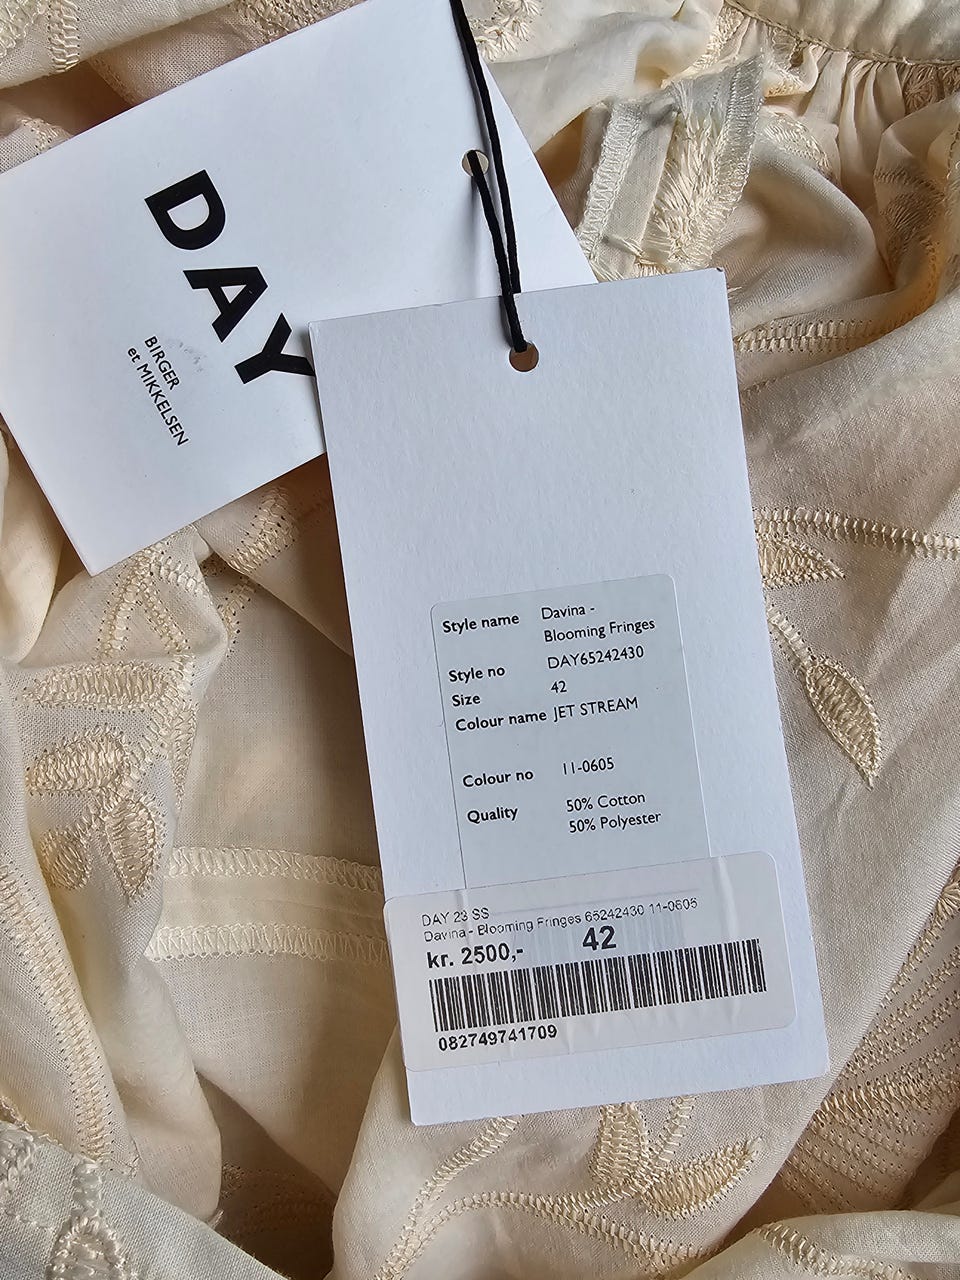 DAY
BIRGER
et MIKKELSEN
Style name Davina -
Blooming Fringes
Style no DAY65242430
Size 42
Colour name JET STREAM
Colour no 11-0605
Quality 50% Cotton
50% Polyester
DAY 23 SS
Davina - Blooming Fringes 65242430 11-0605
kr. 2500,- 42
082749741709